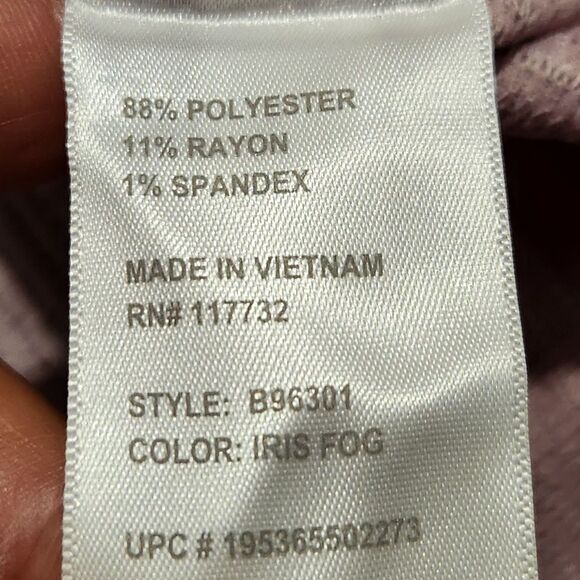 88% POLYESTER
11% RAYON
1% SPANDEX
MADE IN VIETNAM
RN# 117732
STYLE: B96301
COLOR: IRIS FOG
UPC # 195365502273